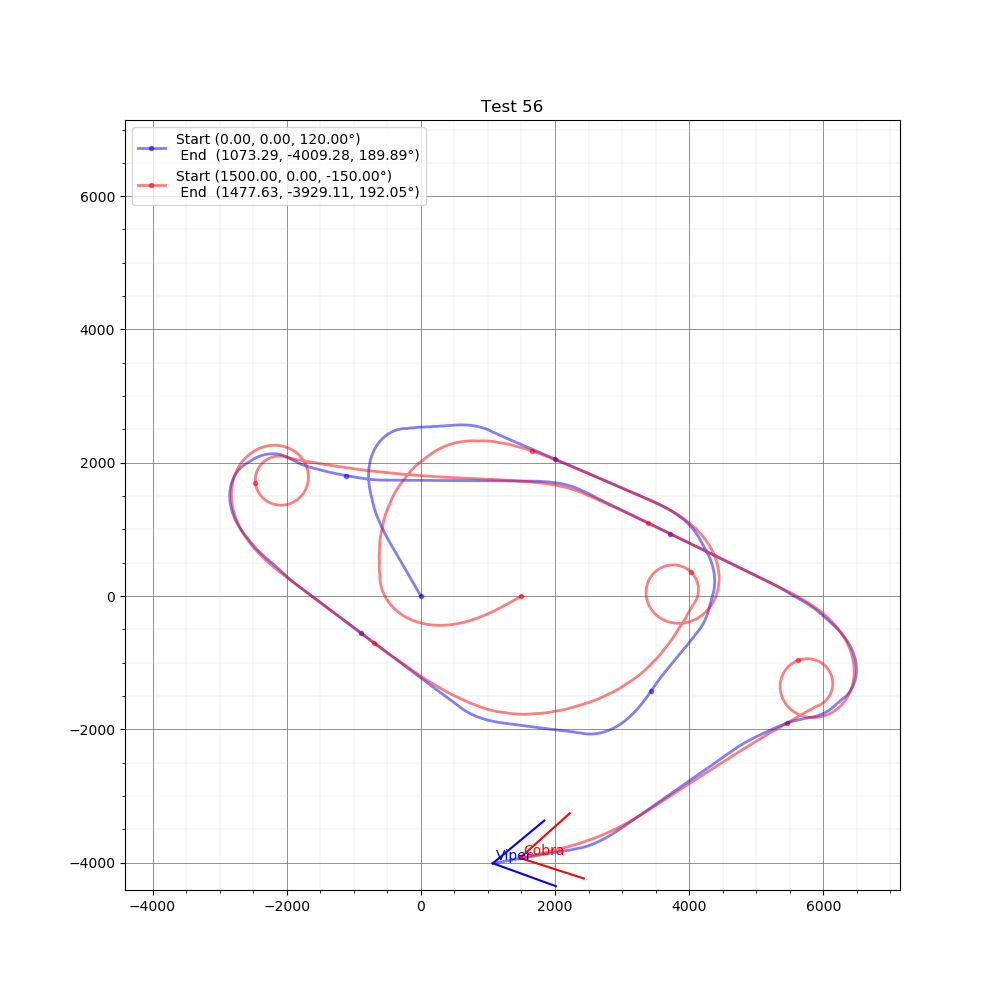 Test 56
Start (0.00, 0.00, 120.00°)
End (1073.29, -4009.28, 189.89°)
Start (1500.00, 0.00, -150.00°)
End (1477.63, -3929.11, 192.05°)
6000
4000
2000
0
−2000
−4000
Viper
Cobra
−4000
−2000
0
2000
4000
6000